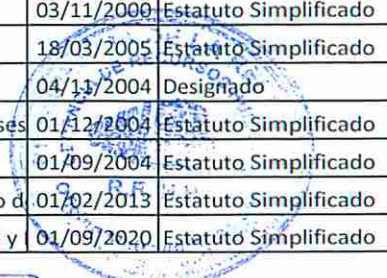 03/11/2000 Estatuto Simplificado
18/03/2005 Estatuto Simplificado
04/11/2004 Designado
ses 01/12/2004 Estatuto Simplificado
01/09/2004 Estatuto Simplificado
o d 01/02/2013 Estatuto Simplificado
y 01/09/2020 Estatuto Simplificado